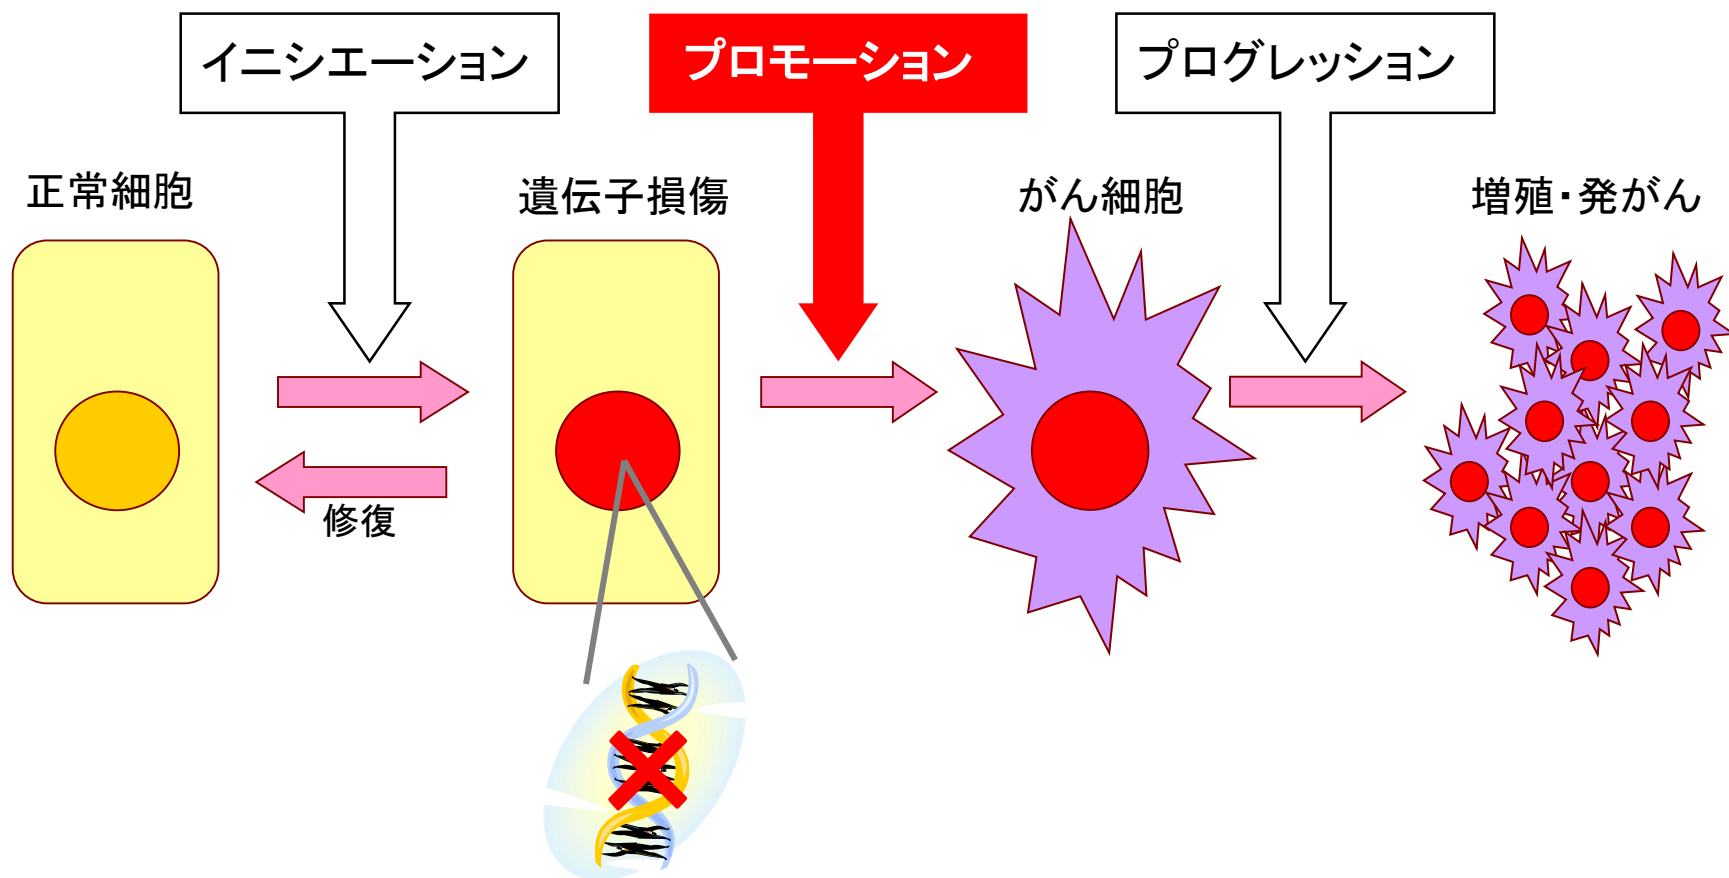 イニシエーション
プロモーション
プログレッション
正常細胞
遺伝子損傷
がん細胞
増殖・発がん
修復